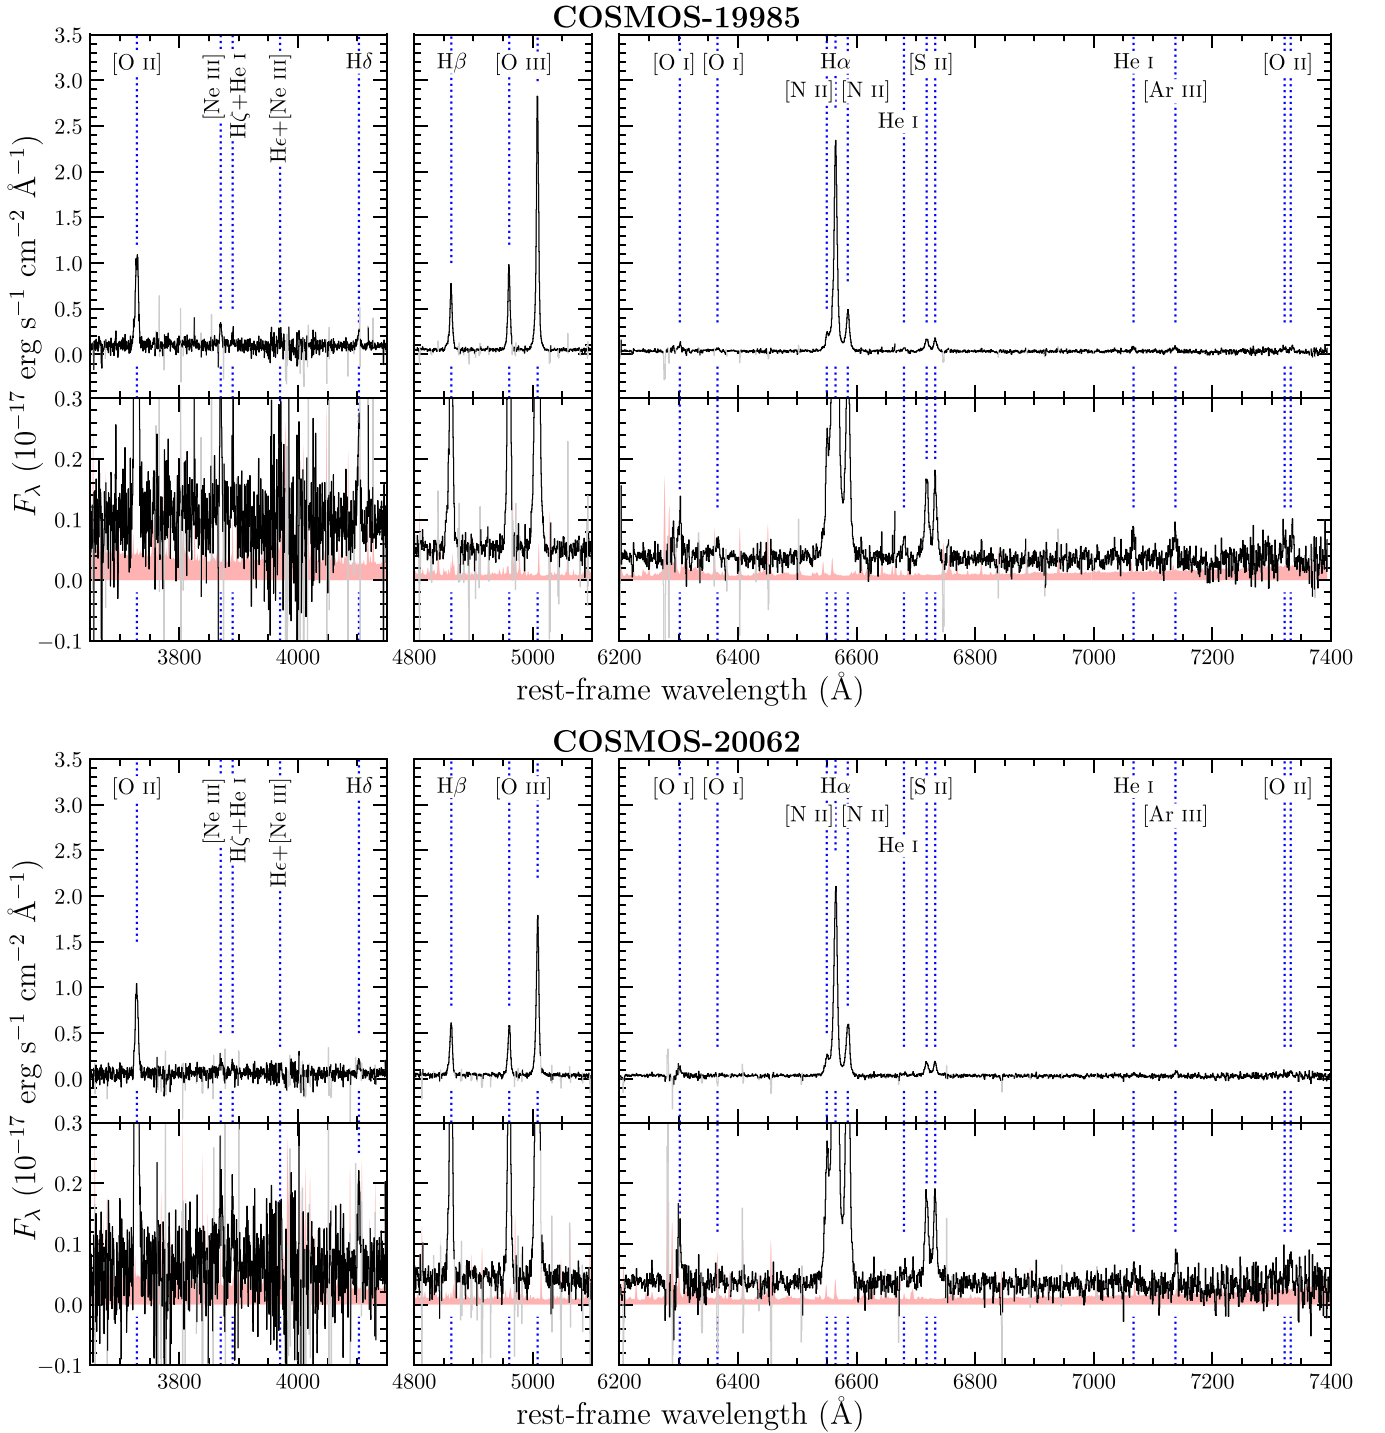 COSMOS-19985
3.5
3.0
2.5
2.0
1.5
1.0
0.5
0.0
[O II]
[Ne III]
Hζ+He I
Hϵ+[Ne III]
Hδ
Hβ
[O III]
[O I]
[O I]
Hα
[S II]
He I
[O II]
[N II]
[N II]
[Ar III]
He I
0.3
0.2
0.1
0.0
−0.1
F_λ (10⁻¹⁷ erg s⁻¹ cm⁻² Å⁻¹)
3800
4000
4800
5000
6200
6400
6600
6800
7000
7200
7400
rest-frame wavelength (Å)
COSMOS-20062
3.5
3.0
2.5
2.0
1.5
1.0
0.5
0.0
[O II]
[Ne III]
Hζ+He I
Hϵ+[Ne III]
Hδ
Hβ
[O III]
[O I]
[O I]
Hα
[S II]
He I
[O II]
[N II]
[N II]
[Ar III]
He I
0.3
0.2
0.1
0.0
−0.1
F_λ (10⁻¹⁷ erg s⁻¹ cm⁻² Å⁻¹)
3800
4000
4800
5000
6200
6400
6600
6800
7000
7200
7400
rest-frame wavelength (Å)